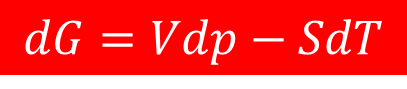 dG = Vdp − SdT